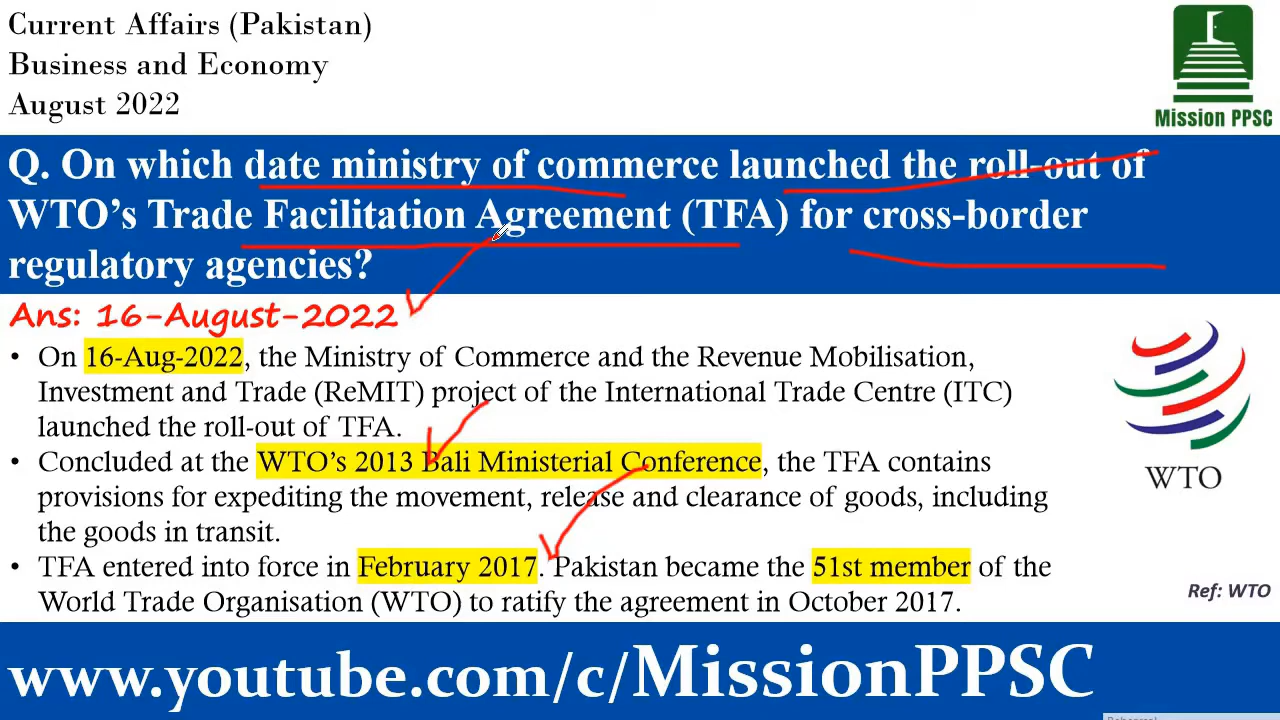 Current Affairs (Pakistan)
Business and Economy
August 2022
Mission PPSC
Q. On which date ministry of commerce launched the roll-out of
WTO’s Trade Facilitation Agreement (TFA) for cross-border
regulatory agencies?
Ans: 16-August-2022
• On 16-Aug-2022, the Ministry of Commerce and the Revenue Mobilisation,
Investment and Trade (ReMIT) project of the International Trade Centre (ITC)
launched the roll-out of TFA.
• Concluded at the WTO’s 2013 Bali Ministerial Conference, the TFA contains
provisions for expediting the movement, release and clearance of goods, including
the goods in transit.
• TFA entered into force in February 2017. Pakistan became the 51st member of the
World Trade Organisation (WTO) to ratify the agreement in October 2017.
WTO
Ref: WTO
www.youtube.com/c/MissionPPSC